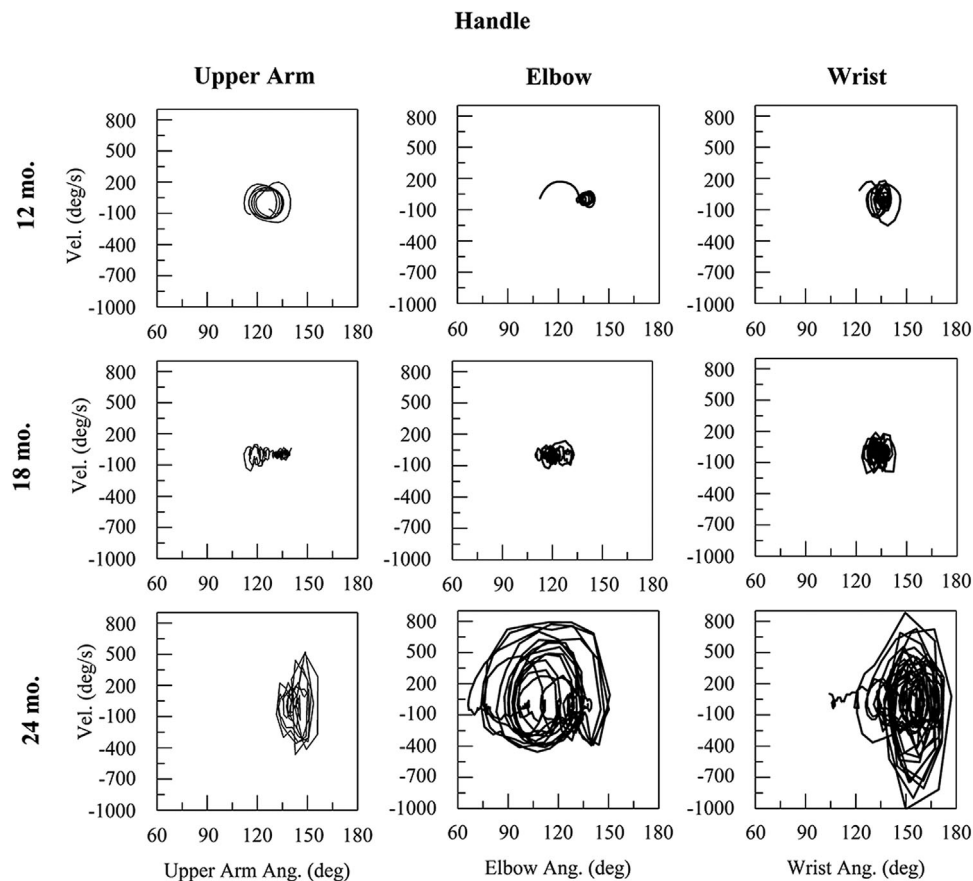 Handle
Upper Arm Elbow Wrist
12 mo.
Vel. (deg/s)
800 800 800
500 500 500
200 200 200
-100 -100 -100
-400 -400 -400
-700 -700 -700
-1000 -1000 -1000
60 90 120 150 180 60 90 120 150 180 60 90 120 150 180
18 mo.
Vel. (deg/s)
800 800 800
500 500 500
200 200 200
-100 -100 -100
-400 -400 -400
-700 -700 -700
-1000 -1000 -1000
60 90 120 150 180 60 90 120 150 180 60 90 120 150 180
24 mo.
Vel. (deg/s)
800 800 800
500 500 500
200 200 200
-100 -100 -100
-400 -400 -400
-700 -700 -700
-1000 -1000 -1000
60 90 120 150 180 60 90 120 150 180 60 90 120 150 180
Upper Arm Ang. (deg) Elbow Ang. (deg) Wrist Ang. (deg)